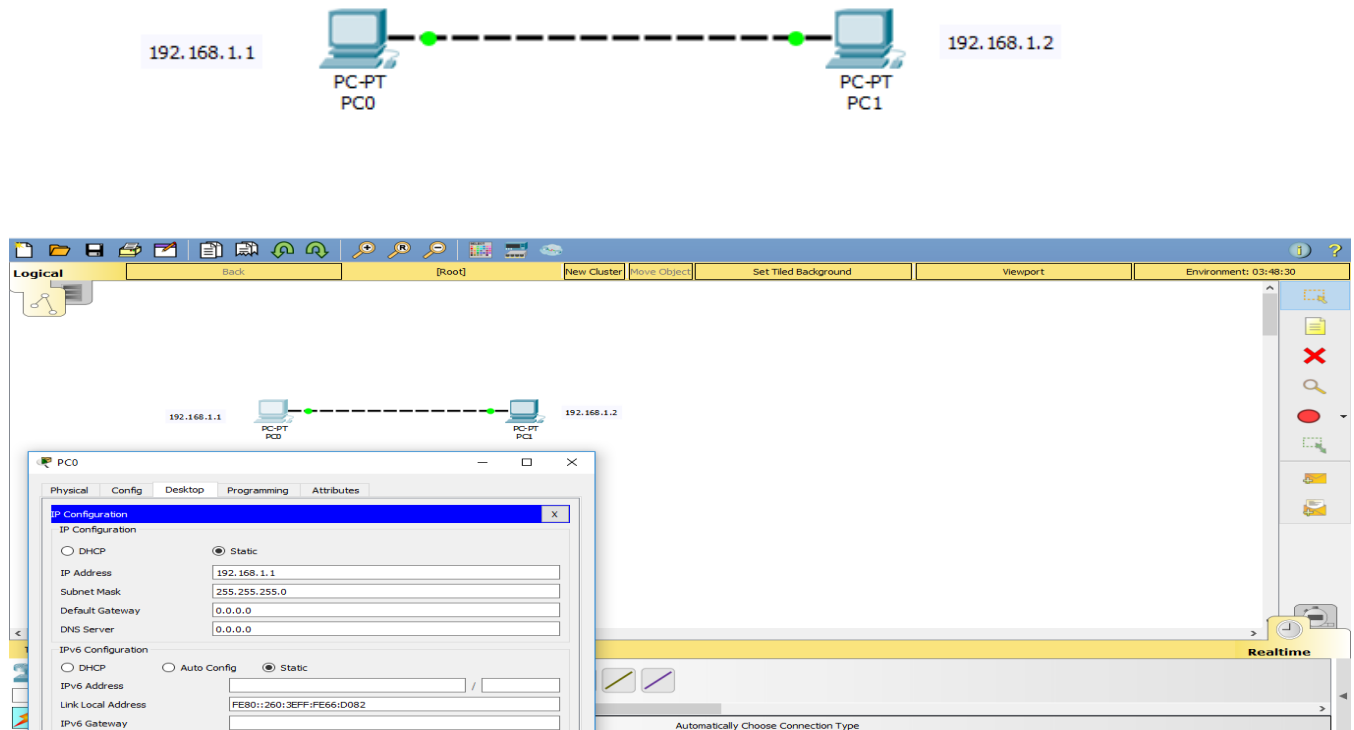 192.168.1.1
PC-PT
PC0
PC-PT
PC1
192.168.1.2
Logical
Back
[Root]
New Cluster
Move Object
Set Tiled Background
Viewport
Environment: 03:48:30
192.168.1.1
PC-PT
PC0
PC-PT
PC1
192.168.1.2
PC0
Physical Config Desktop Programming Attributes
IP Configuration X
IP Configuration
DHCP Static
IP Address 192.168.1.1
Subnet Mask 255.255.255.0
Default Gateway 0.0.0.0
DNS Server 0.0.0.0
IPv6 Configuration
DHCP Auto Config Static
IPv6 Address /
Link Local Address FE80::260:3EFF:FE66:D082
IPv6 Gateway
Realtime
Automatically Choose Connection Type